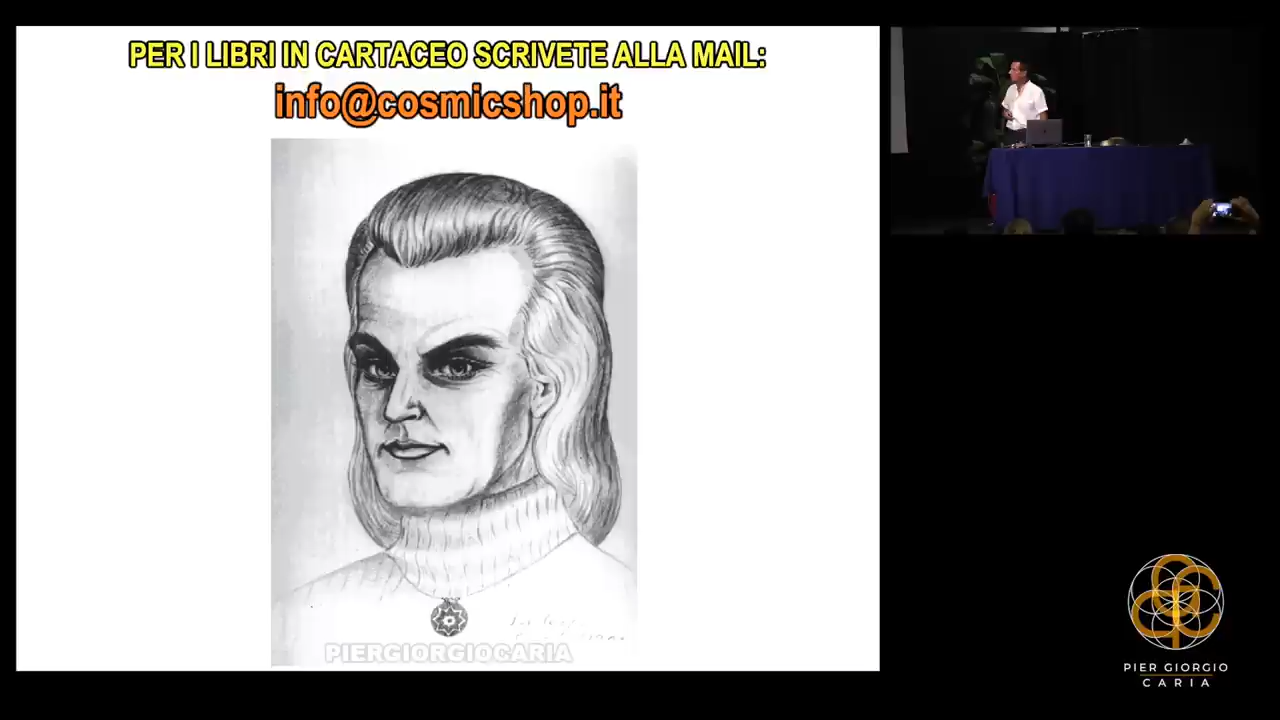 PER I LIBRI IN CARTACEO SCRIVETE ALLA MAIL:
info@cosmicshop.it
PIERGIORGIOCARIA
PIER GIORGIO
CARIA